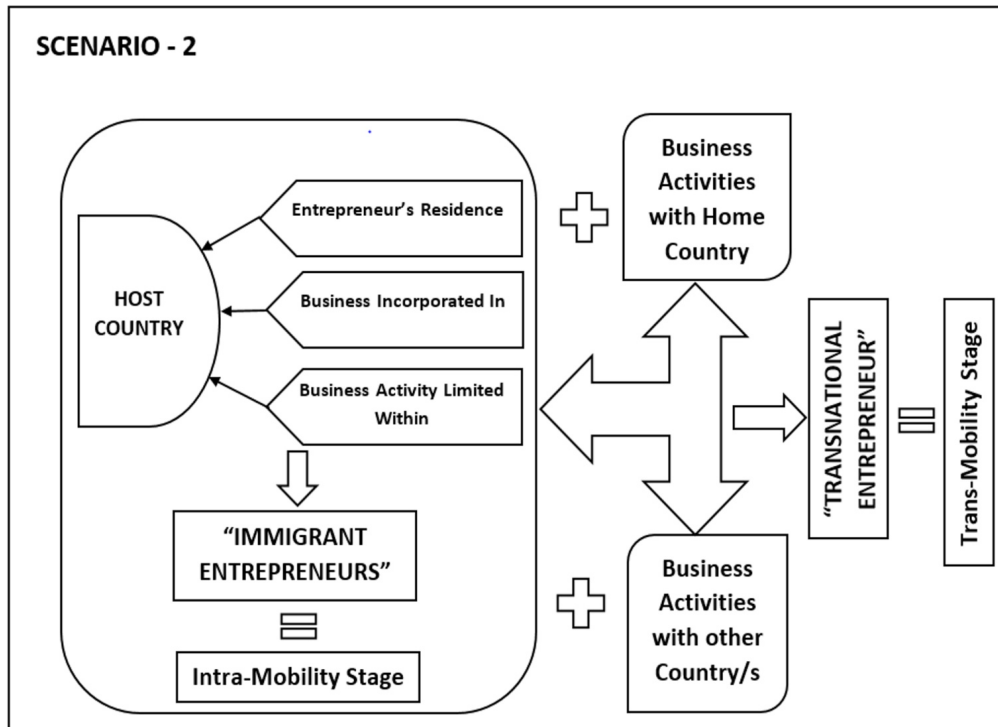 SCENARIO - 2
HOST
COUNTRY
Entrepreneur's Residence
Business Incorporated In
Business Activity Limited
Within
“IMMIGRANT
ENTREPRENEURS”
Intra-Mobility Stage
Business
Activities
with Home
Country
Business
Activities
with other
Country/s
“TRANSNATIONAL
ENTREPRENEUR”
Trans-Mobility Stage